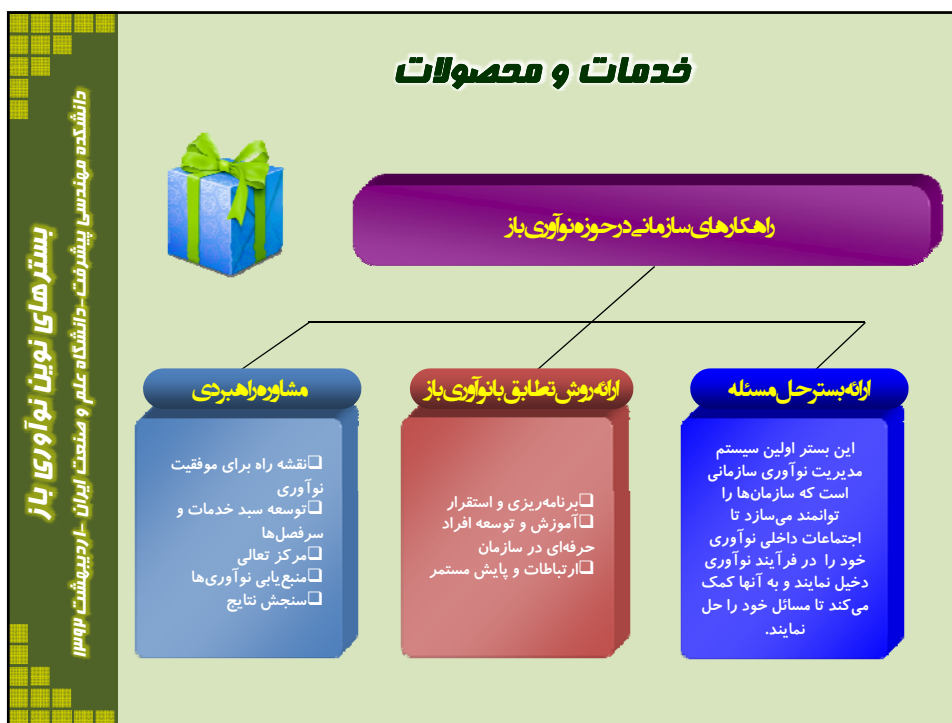 خدمات و محصولات
راهکارهای سازمانی در حوزه نوآوری باز
ارائه بستر حل مسئله
این بستر اولین سیستم
مدیریت نوآوری سازمانی
است که سازمان‌ها را
توانمند می‌سازد تا
اجتماعات داخلی نوآوری
خود را در فرآیند نوآوری
دخیل نمایند و به آنها کمک
می‌کند تا مسائل خود را حل
نمایند.
ارائه روش تطابق با نوآوری باز
❑برنامه‌ریزی و استقرار
❑آموزش و توسعه افراد
حرفه‌ای در سازمان
❑ارتباطات و پایش مستمر
مشاوره راهبردی
❑نقشه راه برای موفقیت
نوآوری
❑توسعه سبد خدمات و
سرفصل‌ها
❑مرکز تعالی
❑منبع‌یابی نوآوری‌ها
❑سنجش نتایج
بسترهای نوین نوآوری باز
دانشکده مهندسی پیشرفت-دانشگاه علم و صنعت ایران -اردیبهشت ۱۳۹۲